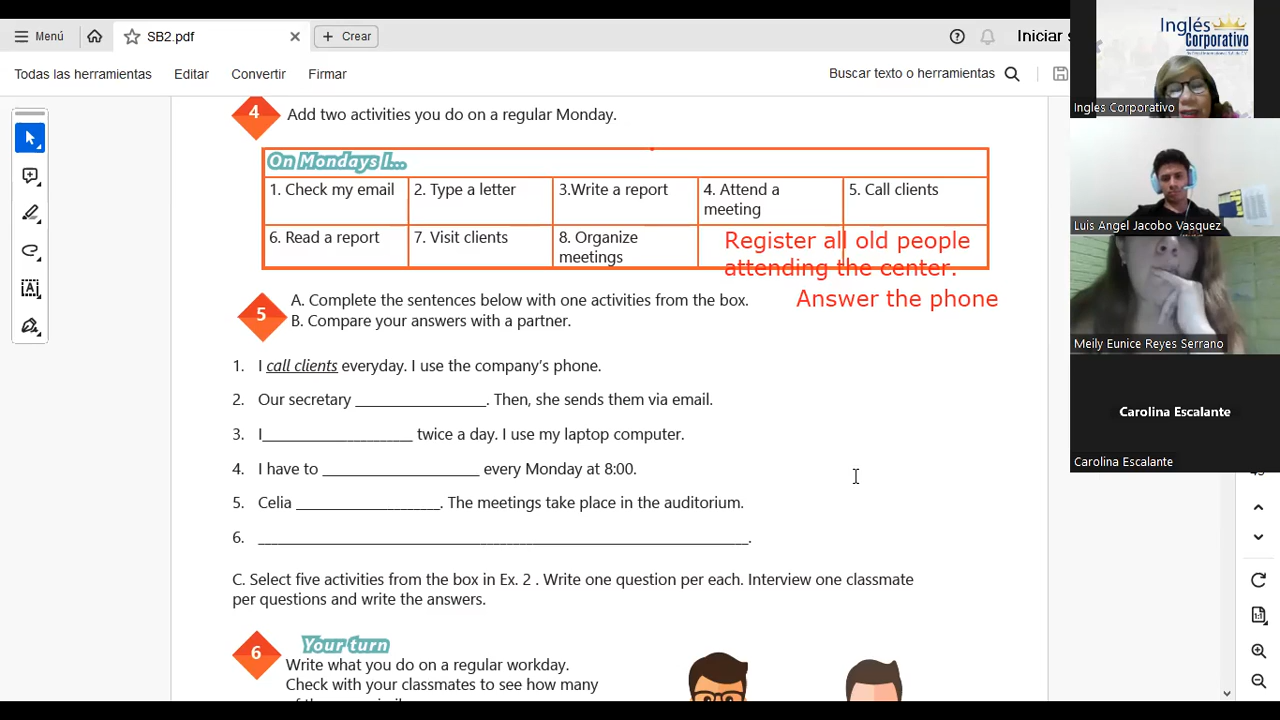 Menú
SB2.pdf
Crear
Iniciar s
Todas las herramientas
Editar
Convertir
Firmar
Buscar texto o herramientas
4 Add two activities you do on a regular Monday.
On Mondays I...
1. Check my email
2. Type a letter
3.Write a report
4. Attend a
meeting
5. Call clients
6. Read a report
7. Visit clients
8. Organize
meetings
Register all old people
attending the center.
Answer the phone
5 A. Complete the sentences below with one activities from the box.
B. Compare your answers with a partner.
1. I call clients everyday. I use the company's phone.
2. Our secretary _______________. Then, she sends them via email.
3. I__________________ twice a day. I use my laptop computer.
4. I have to __________________ every Monday at 8:00.
5. Celia _________________. The meetings take place in the auditorium.
6. _________________________________________________________.
C. Select five activities from the box in Ex. 2 . Write one question per each. Interview one classmate
per questions and write the answers.
6 Your turn
Write what you do on a regular workday.
Check with your classmates to see how many
Inglés
Corporativo
Ingles Corporativo
Luis Angel Jacobo Vasquez
Meily Eunice Reyes Serrano
Carolina Escalante
Carolina Escalante